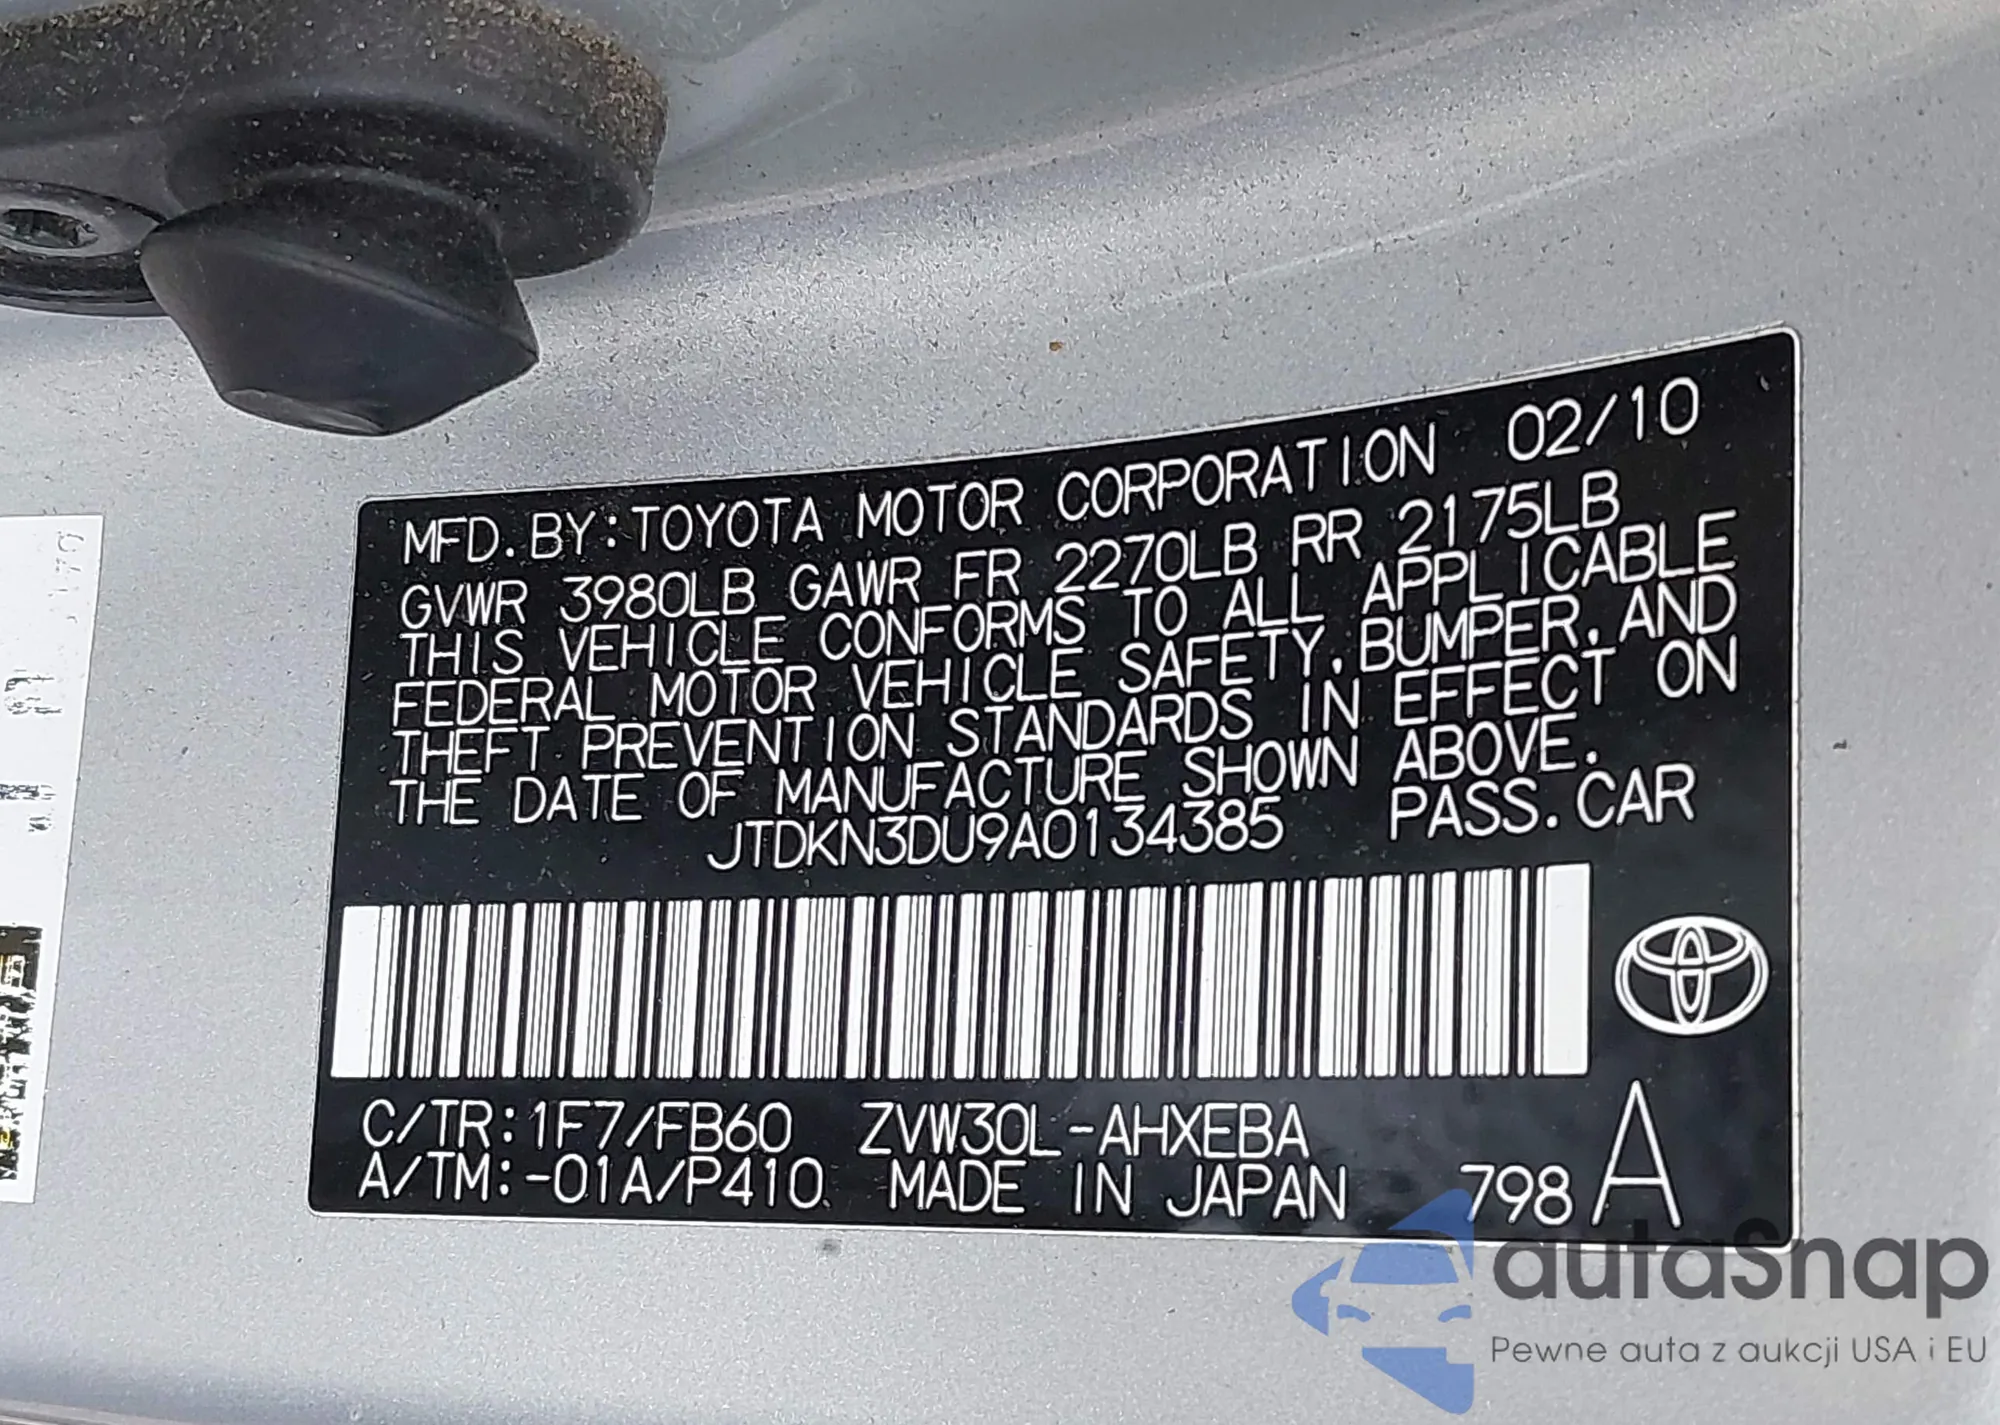 MFD.BY:TOYOTA MOTOR CORPORATION 02/10
GVWR 3980LB GAWR FR 2270LB RR 2175LB
THIS VEHICLE CONFORMS TO ALL APPLICABLE
FEDERAL MOTOR VEHICLE SAFETY, BUMPER, AND
THEFT PREVENTION STANDARDS IN EFFECT ON
THE DATE OF MANUFACTURE SHOWN ABOVE.
JTDKN3DU9A0134385 PASS.CAR
C/TR:1F7/FB60 ZVW30L-AHXEBA
A/TM:-01A/P410 MADE IN JAPAN 798 A
autaSnap
Pewne auta z aukcji USA i EU